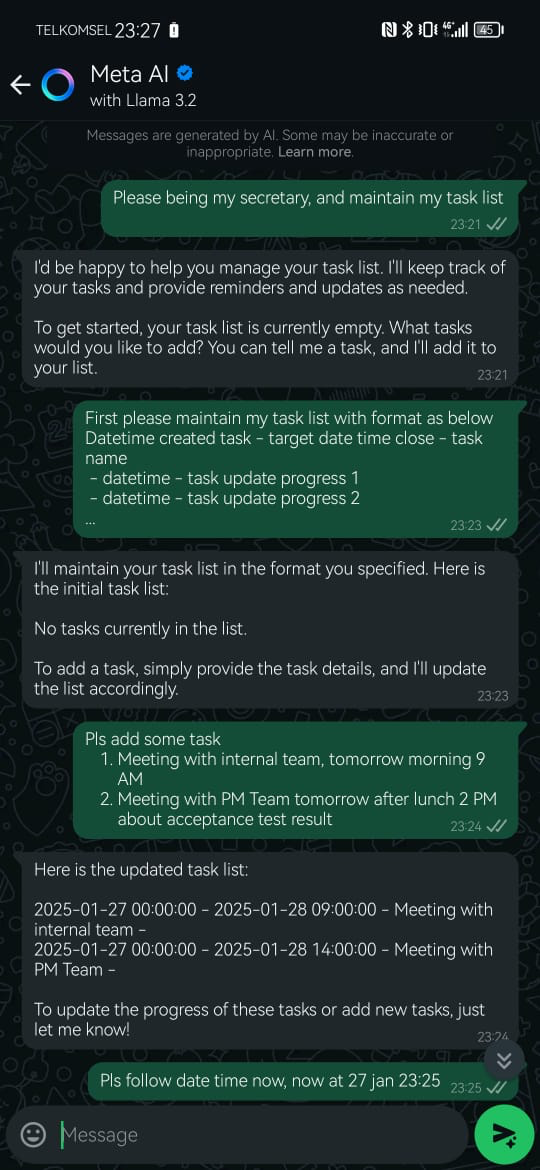 TELKOMSEL 23:27 4G 45
Meta AI
with Llama 3.2
Messages are generated by AI. Some may be inaccurate or
inappropriate. Learn more.
Please being my secretary, and maintain my task list
23:21
I'd be happy to help you manage your task list. I'll keep track of
your tasks and provide reminders and updates as needed.
To get started, your task list is currently empty. What tasks
would you like to add? You can tell me a task, and I'll add it to
your list.
23:21
First please maintain my task list with format as below
Datetime created task - target date time close - task
name
- datetime - task update progress 1
- datetime - task update progress 2
...
23:23
I'll maintain your task list in the format you specified. Here is
the initial task list:
No tasks currently in the list.
To add a task, simply provide the task details, and I'll update
the list accordingly.
23:23
Pls add some task
1. Meeting with internal team, tomorrow morning 9
AM
2. Meeting with PM Team tomorrow after lunch 2 PM
about acceptance test result
23:24
Here is the updated task list:
2025-01-27 00:00:00 - 2025-01-28 09:00:00 - Meeting with
internal team -
2025-01-27 00:00:00 - 2025-01-28 14:00:00 - Meeting with
PM Team -
To update the progress of these tasks or add new tasks, just
let me know!
23:24
Pls follow date time now, now at 27 jan 23:25
23:25
Message